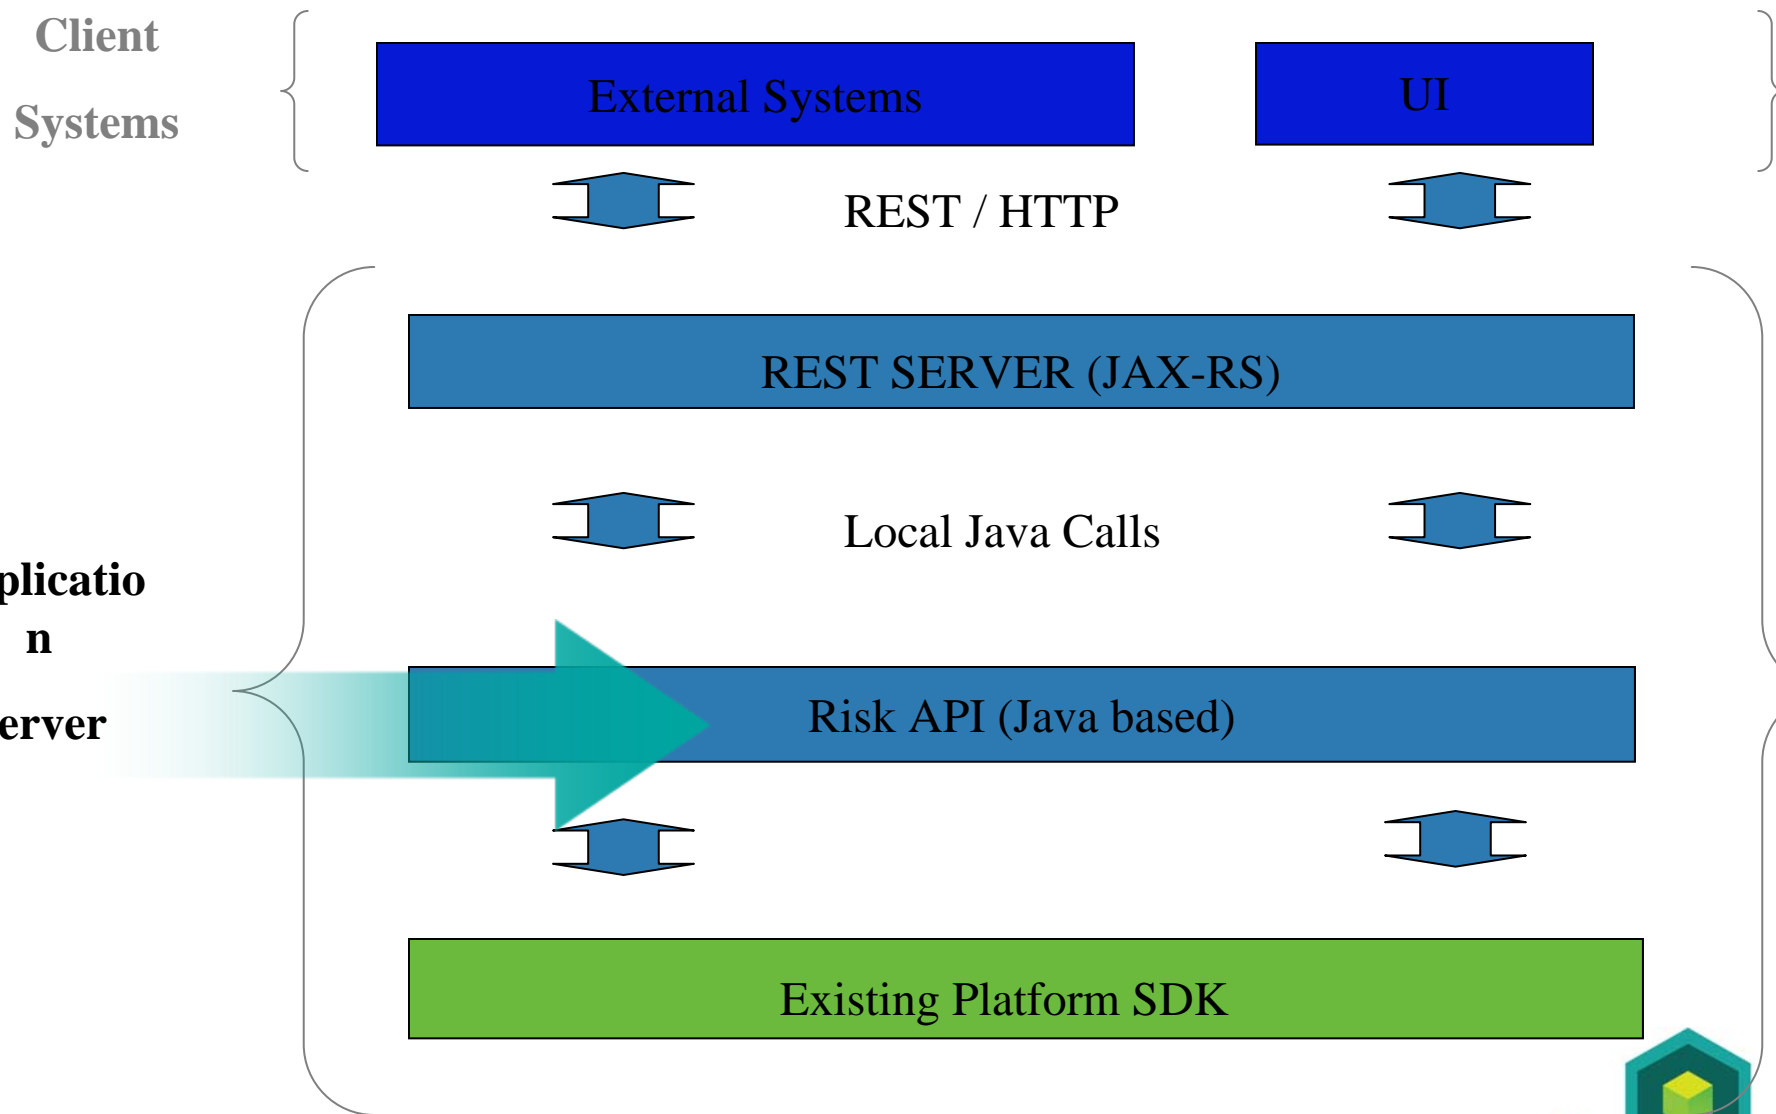 Client
Systems
External Systems
UI
REST / HTTP
REST SERVER (JAX-RS)
Local Java Calls
plicatio
n
erver
Risk API (Java based)
Existing Platform SDK